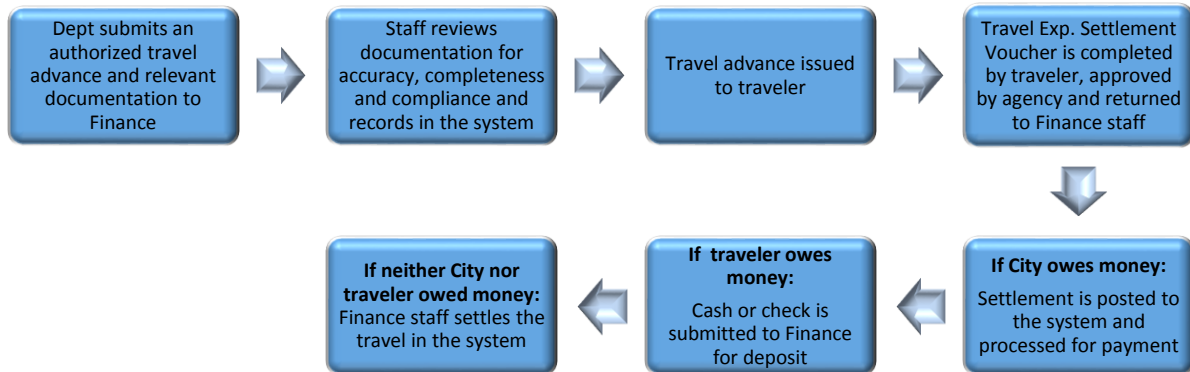 Dept submits an
authorized travel
advance and relevant
documentation to
Finance
Staff reviews
documentation for
accuracy, completeness
and compliance and
records in the system
Travel advance issued
to traveler
Travel Exp. Settlement
Voucher is completed
by traveler, approved
by agency and returned
to Finance staff
If City owes money:
Settlement is posted to
the system and
processed for payment
If  traveler owes
money:
Cash or check is
submitted to Finance
for deposit
If neither City nor
traveler owed money:
Finance staff settles the
travel in the system